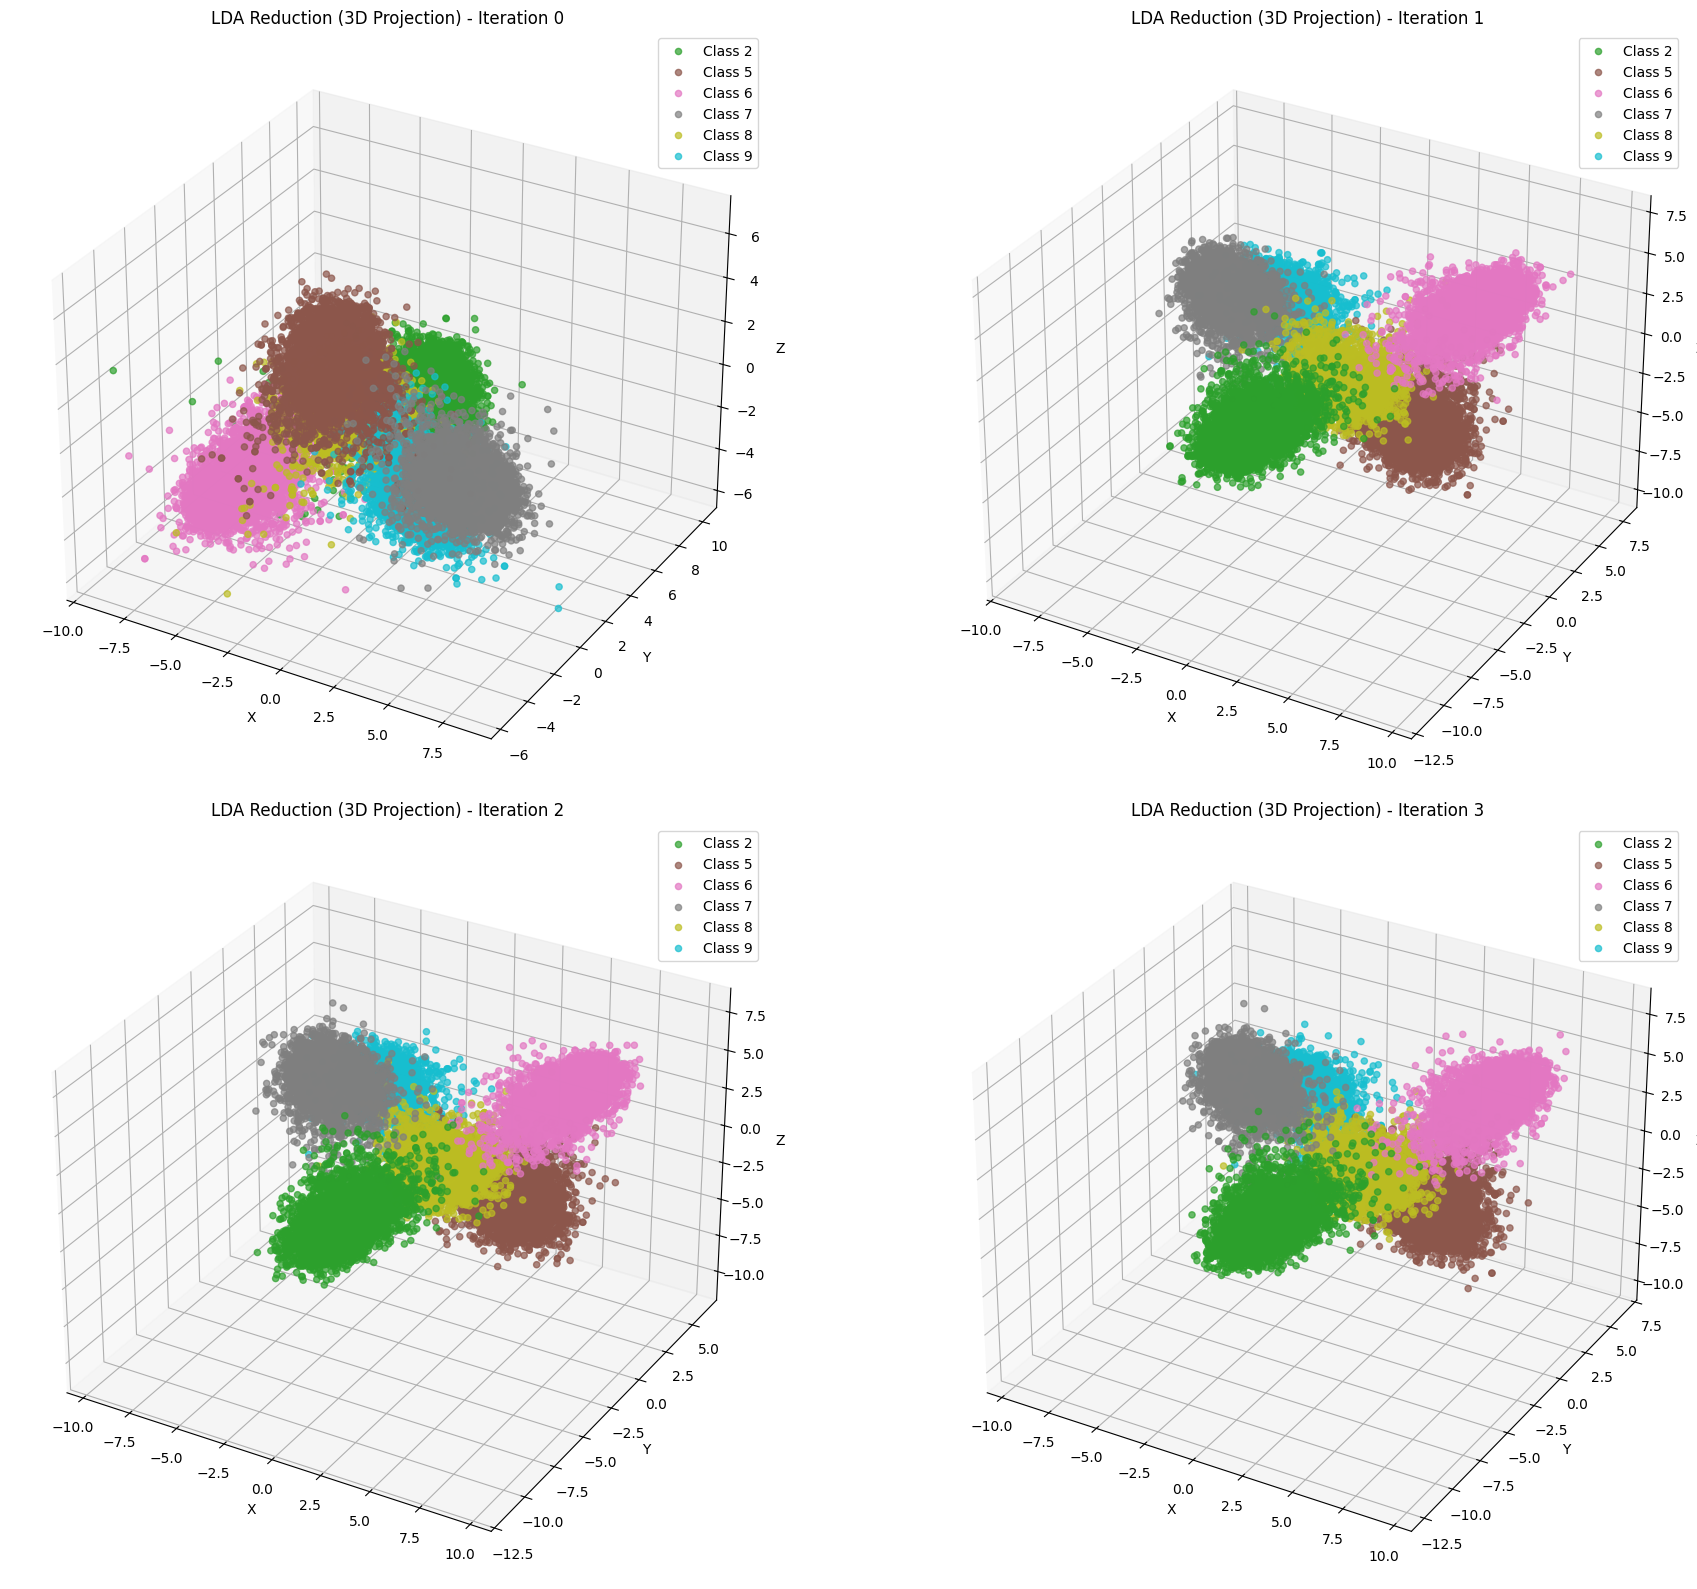 LDA Reduction (3D Projection) - Iteration 0
Class 2
Class 5
Class 6
Class 7
Class 8
Class 9
6
4
2
0
−2
−4
−6
Z
10
8
6
4
2
0
−2
−4
−6
Y
−10.0
−7.5
−5.0
−2.5
0.0
2.5
5.0
7.5
X
LDA Reduction (3D Projection) - Iteration 1
Class 2
Class 5
Class 6
Class 7
Class 8
Class 9
7.5
5.0
2.5
0.0
−2.5
−5.0
−7.5
−10.0
7.5
5.0
2.5
0.0
−2.5
−5.0
−7.5
−10.0
−12.5
Y
−10.0
−7.5
−5.0
−2.5
0.0
2.5
5.0
7.5
10.0
X
LDA Reduction (3D Projection) - Iteration 2
Class 2
Class 5
Class 6
Class 7
Class 8
Class 9
7.5
5.0
2.5
0.0
−2.5
−5.0
−7.5
−10.0
Z
5.0
2.5
0.0
−2.5
−5.0
−7.5
−10.0
−12.5
Y
−10.0
−7.5
−5.0
−2.5
0.0
2.5
5.0
7.5
10.0
X
LDA Reduction (3D Projection) - Iteration 3
Class 2
Class 5
Class 6
Class 7
Class 8
Class 9
7.5
5.0
2.5
0.0
−2.5
−5.0
−7.5
−10.0
7.5
5.0
2.5
0.0
−2.5
−5.0
−7.5
−10.0
−12.5
Y
−10.0
−7.5
−5.0
−2.5
0.0
2.5
5.0
7.5
10.0
X